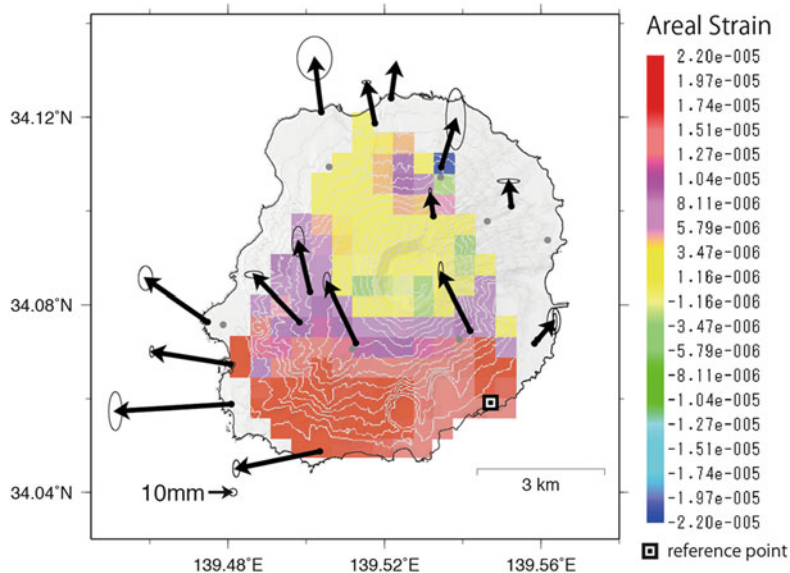 Areal Strain
2.20e-005
1.97e-005
1.74e-005
1.51e-005
1.27e-005
1.04e-005
8.11e-006
5.79e-006
3.47e-006
1.16e-006
-1.16e-006
-3.47e-006
-5.79e-006
-8.11e-006
-1.04e-005
-1.27e-005
-1.51e-005
-1.74e-005
-1.97e-005
-2.20e-005
reference point
34.12°N
34.08°N
34.04°N
10mm
3 km
139.48°E
139.52°E
139.56°E